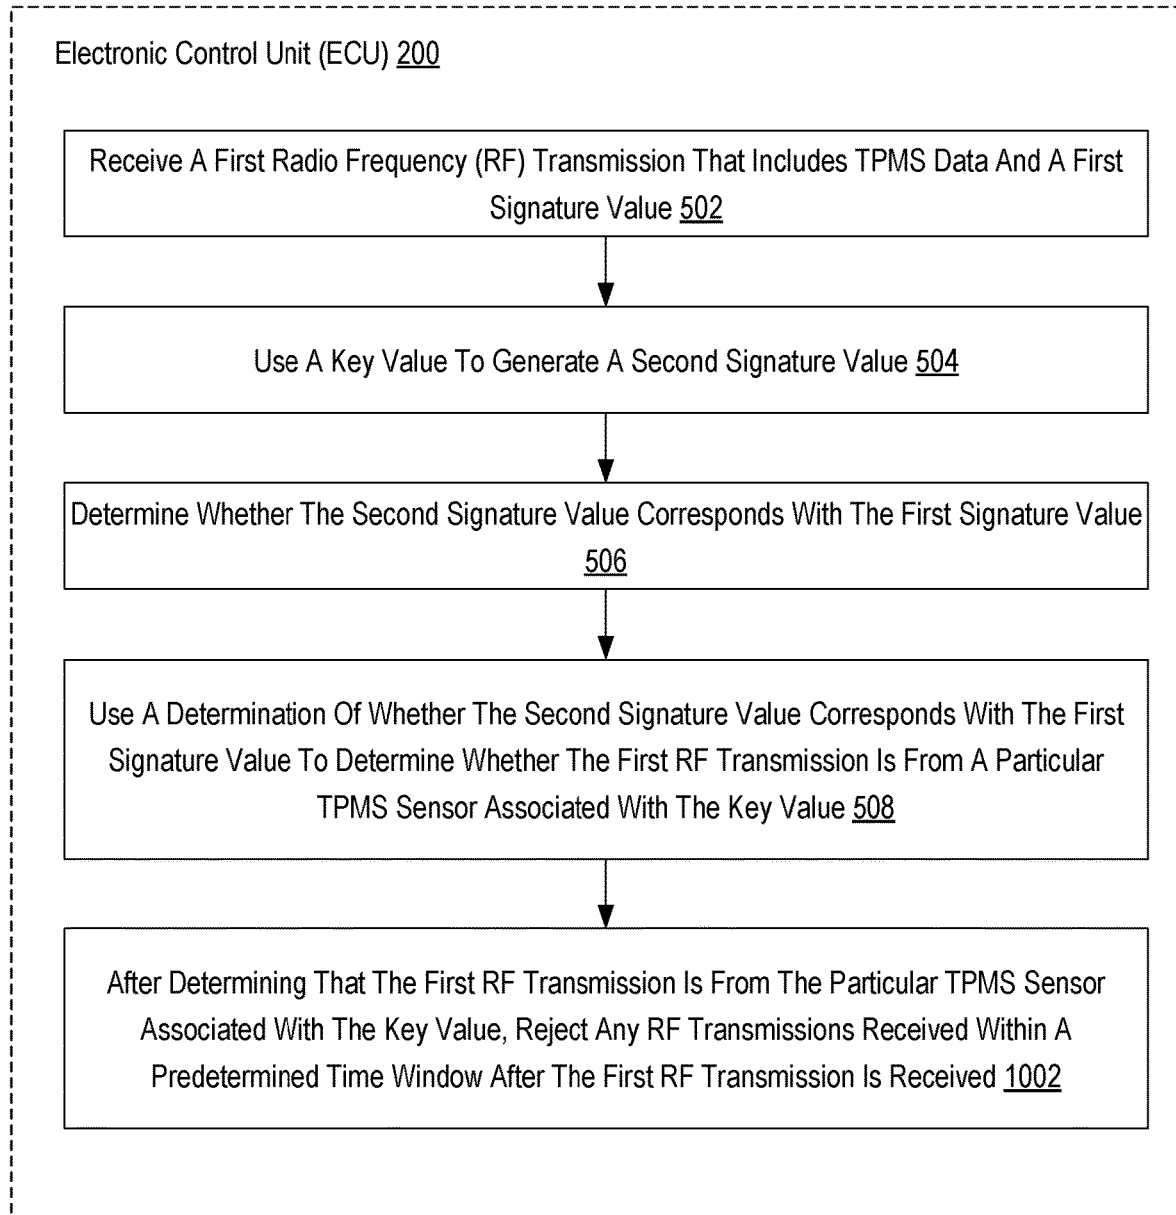 Electronic Control Unit (ECU) 200
Receive A First Radio Frequency (RF) Transmission That Includes TPMS Data And A First
Signature Value 502
Use A Key Value To Generate A Second Signature Value 504
Determine Whether The Second Signature Value Corresponds With The First Signature Value
506
Use A Determination Of Whether The Second Signature Value Corresponds With The First
Signature Value To Determine Whether The First RF Transmission Is From A Particular
TPMS Sensor Associated With The Key Value 508
After Determining That The First RF Transmission Is From The Particular TPMS Sensor
Associated With The Key Value, Reject Any RF Transmissions Received Within A
Predetermined Time Window After The First RF Transmission Is Received 1002